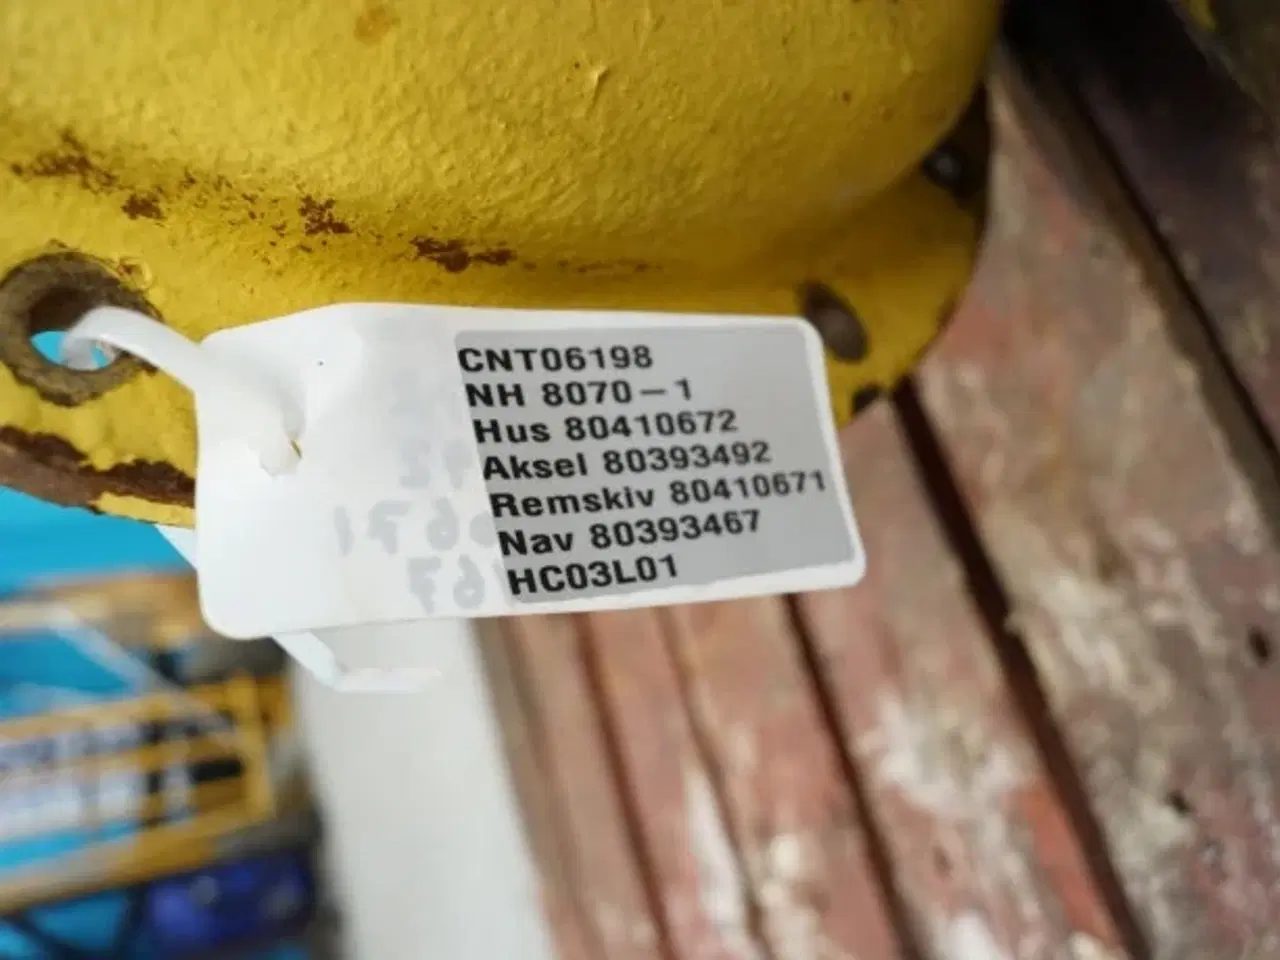 CNT06198
NH 8070-1
Hus 80410672
Aksel 80393492
Remskiv 80410671
Nav 80393467
HC03L01